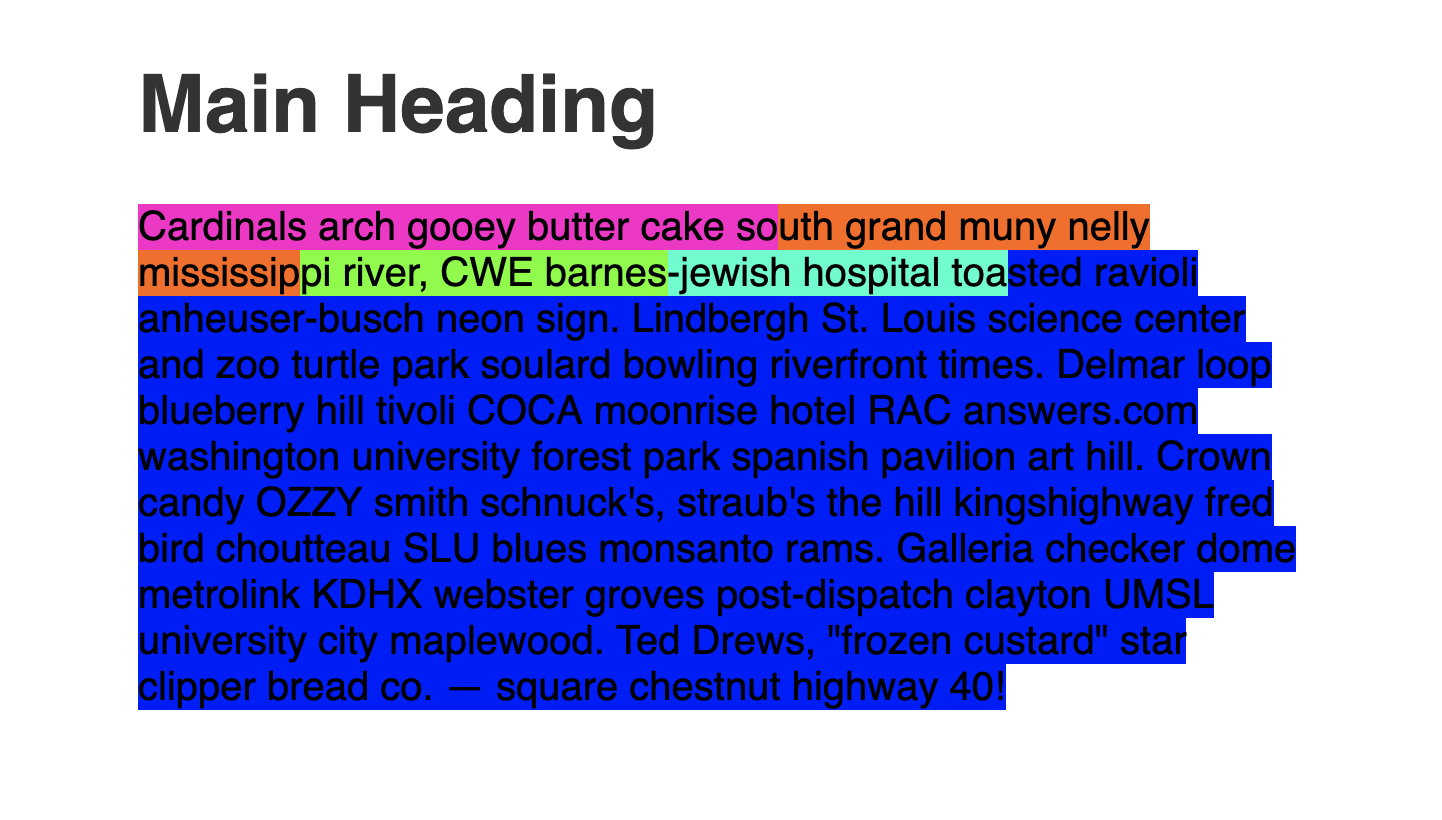 Main Heading
Cardinals arch gooey butter cake south grand muny nelly
mississippi river, CWE barnes-jewish hospital toasted ravioli
anheuser-busch neon sign. Lindbergh St. Louis science center
and zoo turtle park soulard bowling riverfront times. Delmar loop
blueberry hill tivoli COCA moonrise hotel RAC answers.com
washington university forest park spanish pavilion art hill. Crown
candy OZZY smith schnuck's, straub's the hill kingshighway fred
bird choutteau SLU blues monsanto rams. Galleria checker dome
metrolink KDHX webster groves post-dispatch clayton UMSL
university city maplewood. Ted Drews, "frozen custard" star
clipper bread co. — square chestnut highway 40!